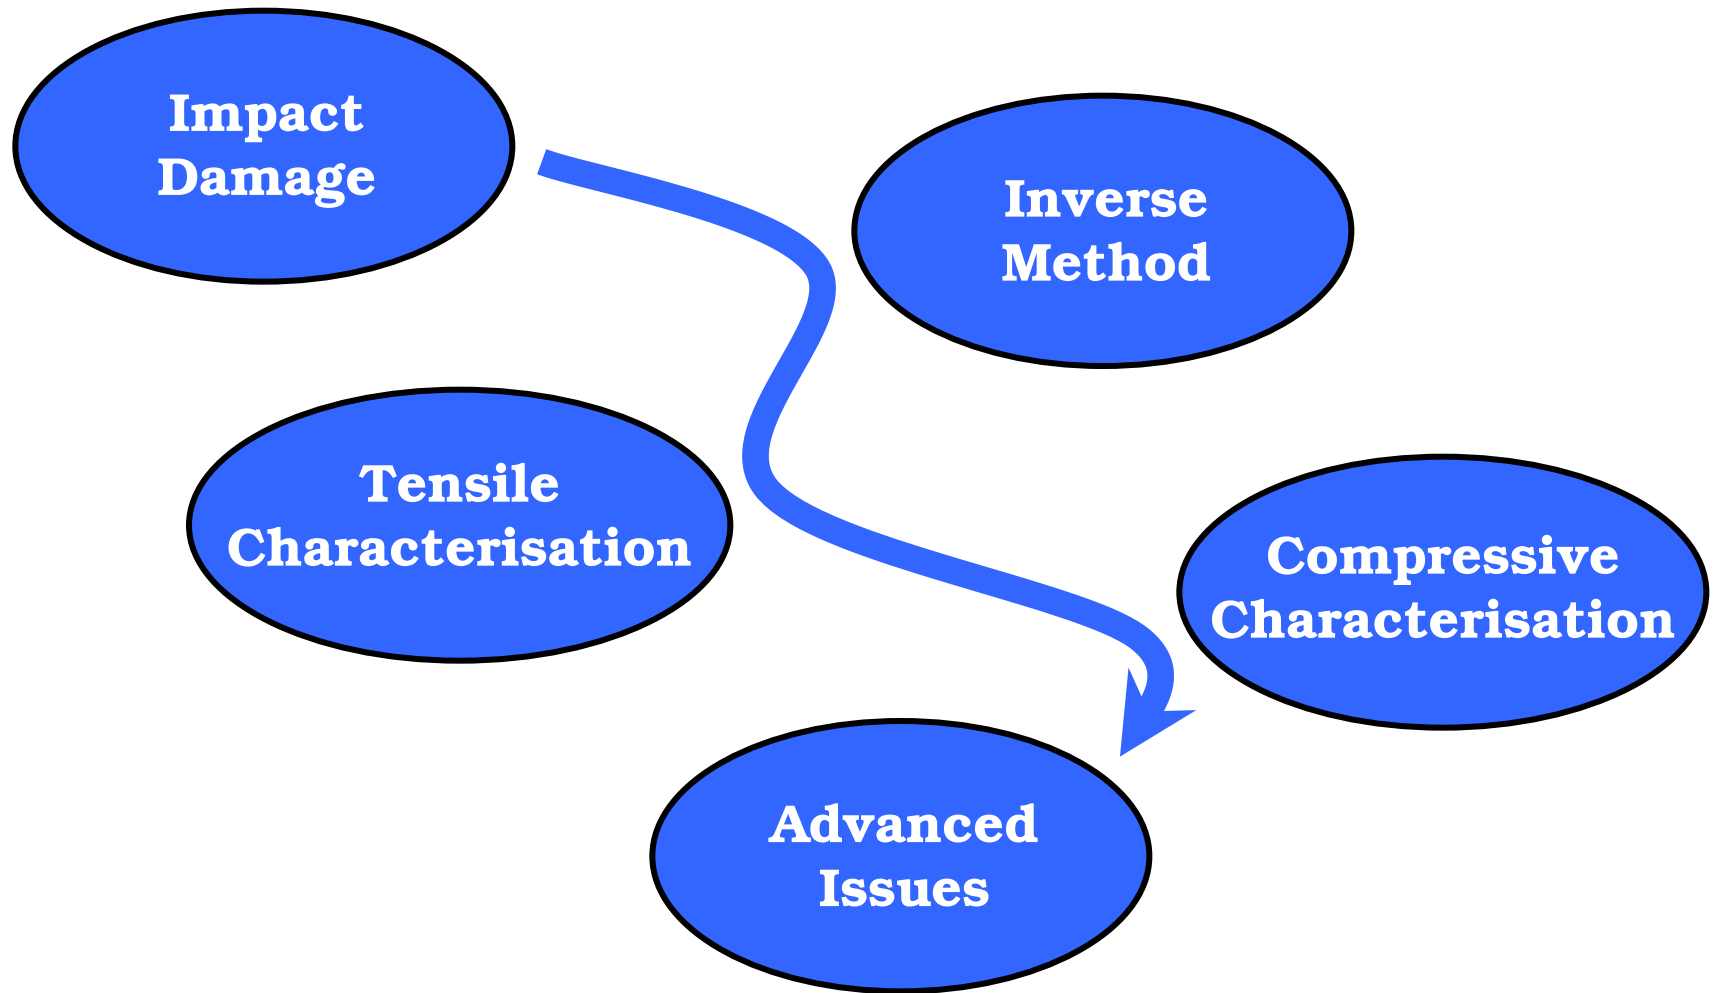 Impact
Damage
Inverse
Method
Tensile
Characterisation
Compressive
Characterisation
Advanced
Issues